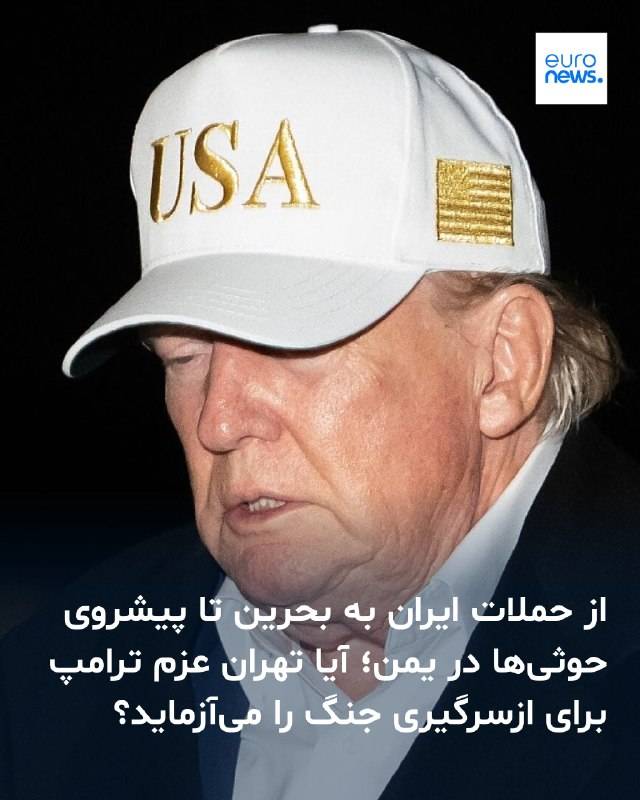 euro
news.
USA
از حملات ایران به بحرین تا پیشروی
حوثی‌ها در یمن؛ آیا تهران عزم ترامپ
برای ازسرگیری جنگ را می‌آزماید؟